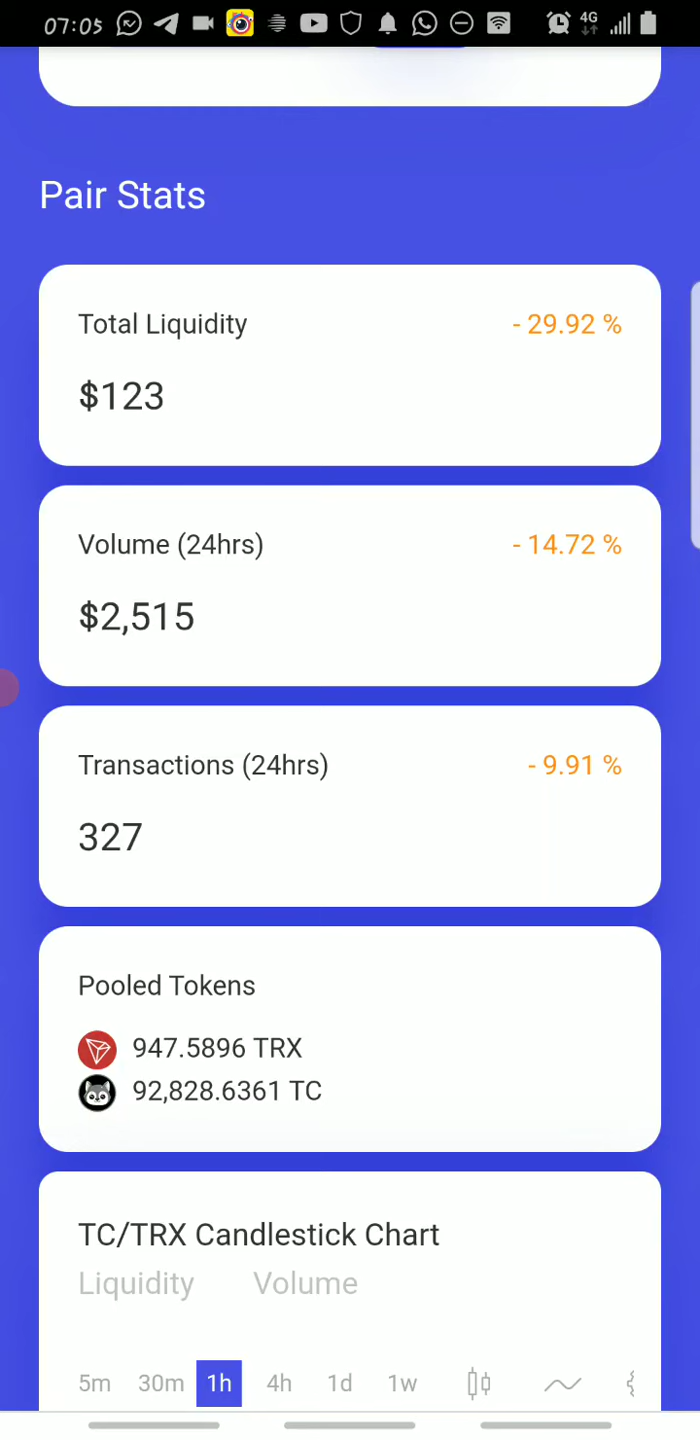 07:05 4G
Pair Stats
Total Liquidity - 29.92 %
$123
Volume (24hrs) - 14.72 %
$2,515
Transactions (24hrs) - 9.91 %
327
Pooled Tokens
947.5896 TRX
92,828.6361 TC
TC/TRX Candlestick Chart
Liquidity Volume
5m 30m 1h 4h 1d 1w